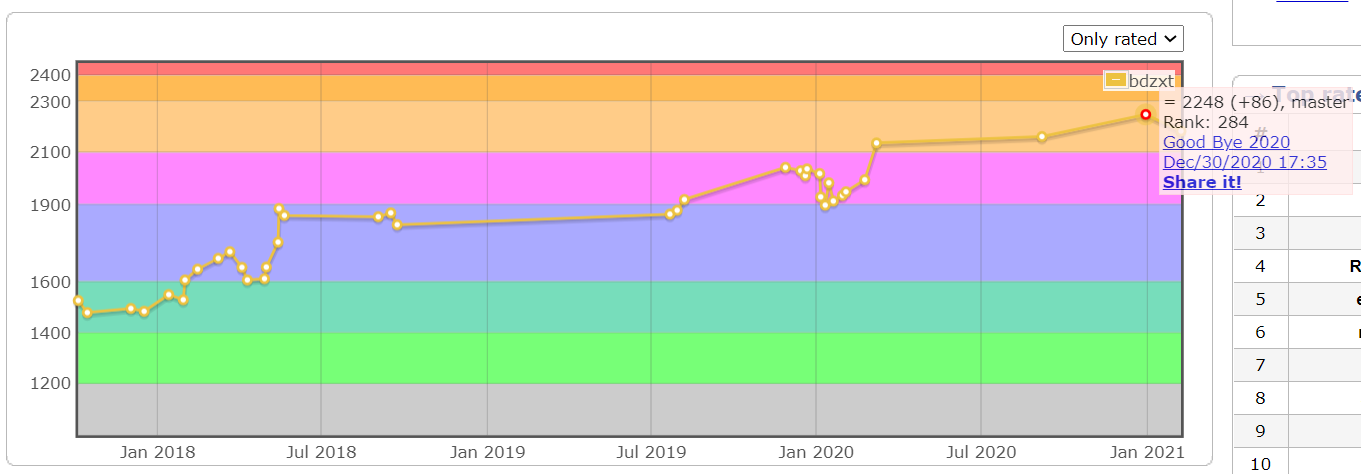 Only rated
bdzxt
= 2248 (+86), master
Rank: 284
Good Bye 2020
Dec/30/2020 17:35
Share it!
2400
2300
2100
1900
1600
1400
1200
Jan 2018
Jul 2018
Jan 2019
Jul 2019
Jan 2020
Jul 2020
Jan 2021
#
1
2
3
4
5
6
7
8
9
10